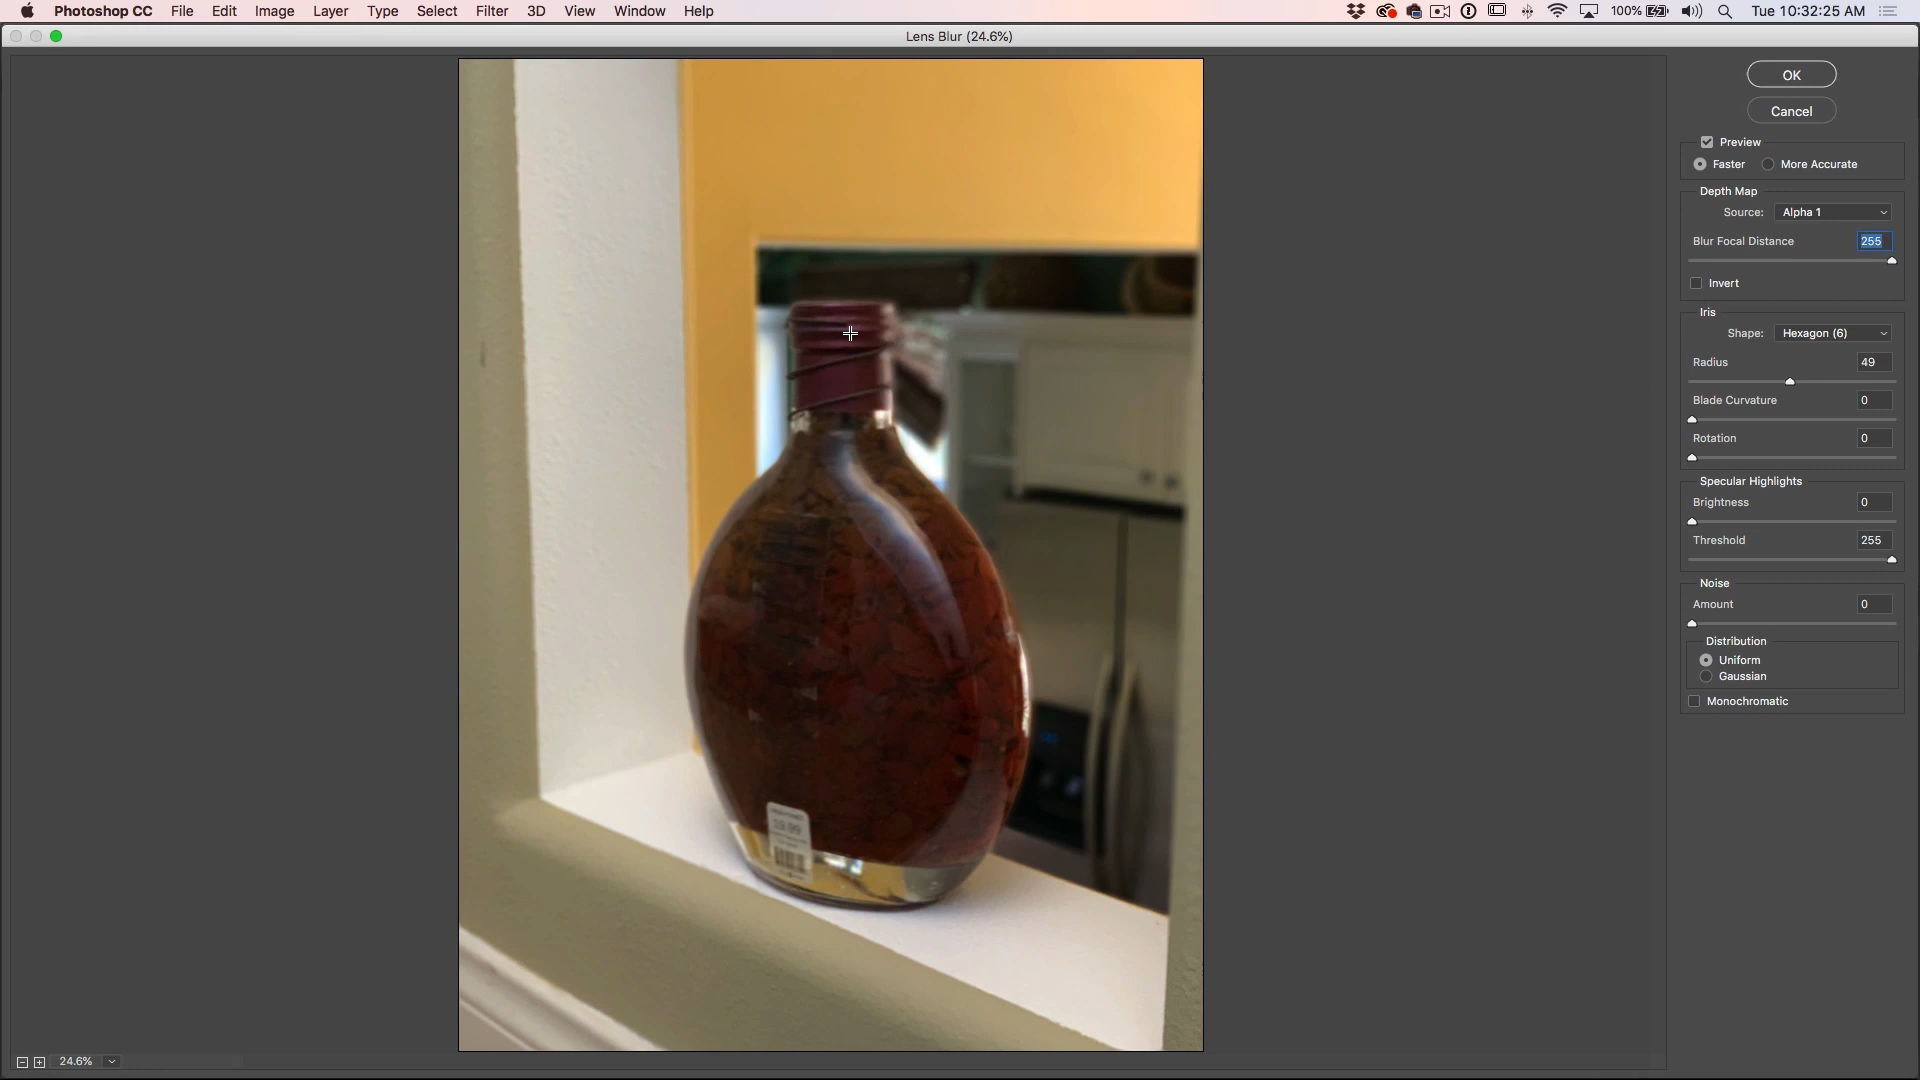 Photoshop CC File Edit Image Layer Type Select Filter 3D View Window Help 100% Tue 10:32:25 AM
Lens Blur (24.6%)
OK
Cancel
Preview
Faster More Accurate
Depth Map
Source: Alpha 1
Blur Focal Distance 255
Invert
Iris
Shape: Hexagon (6)
Radius 49
Blade Curvature 0
Rotation 0
Specular Highlights
Brightness 0
Threshold 255
Noise
Amount 0
Distribution
Uniform
Gaussian
Monochromatic
19.99
24.6%